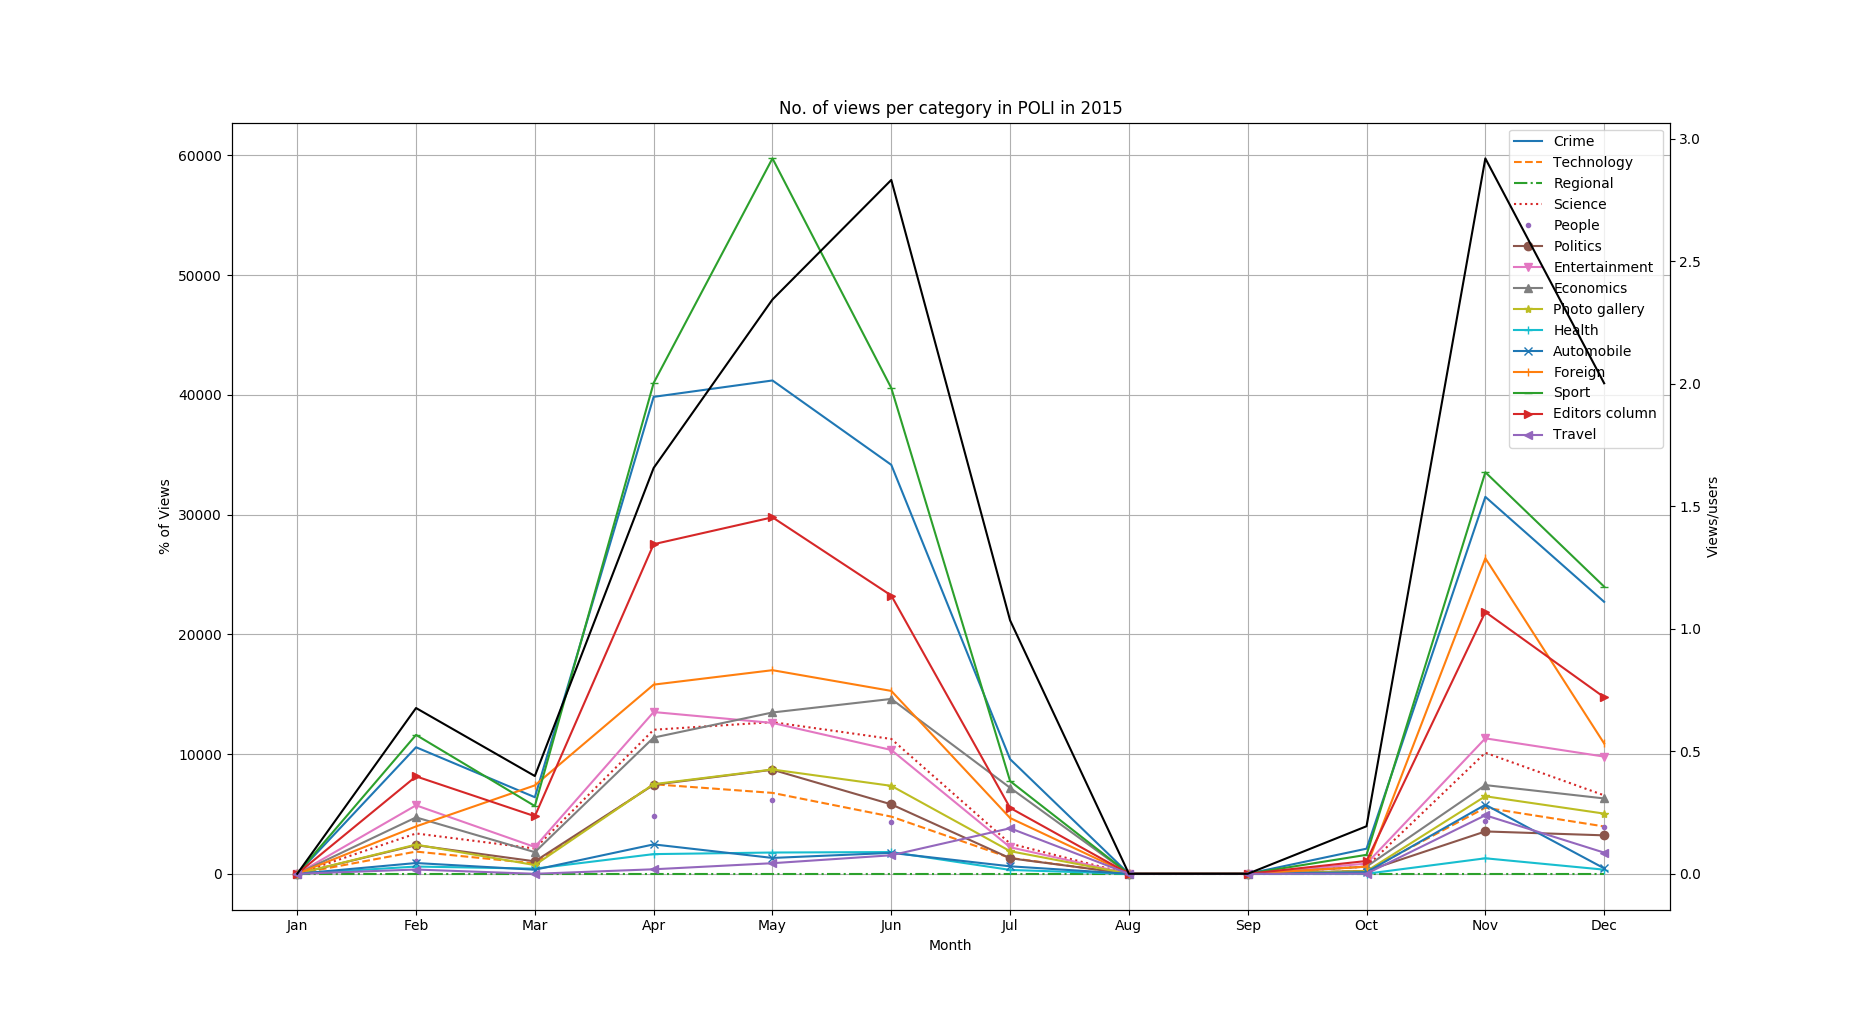 No. of views per category in POLI in 2015
60000
50000
40000
30000
20000
10000
0
% of Views
3.0
2.5
2.0
1.5
1.0
0.5
0.0
Views/users
Crime
Technology
Regional
Science
People
Politics
Entertainment
Economics
Photo gallery
Health
Automobile
Foreign
Sport
Editors column
Travel
Jan Feb Mar Apr May Jun Jul Aug Sep Oct Nov Dec
Month